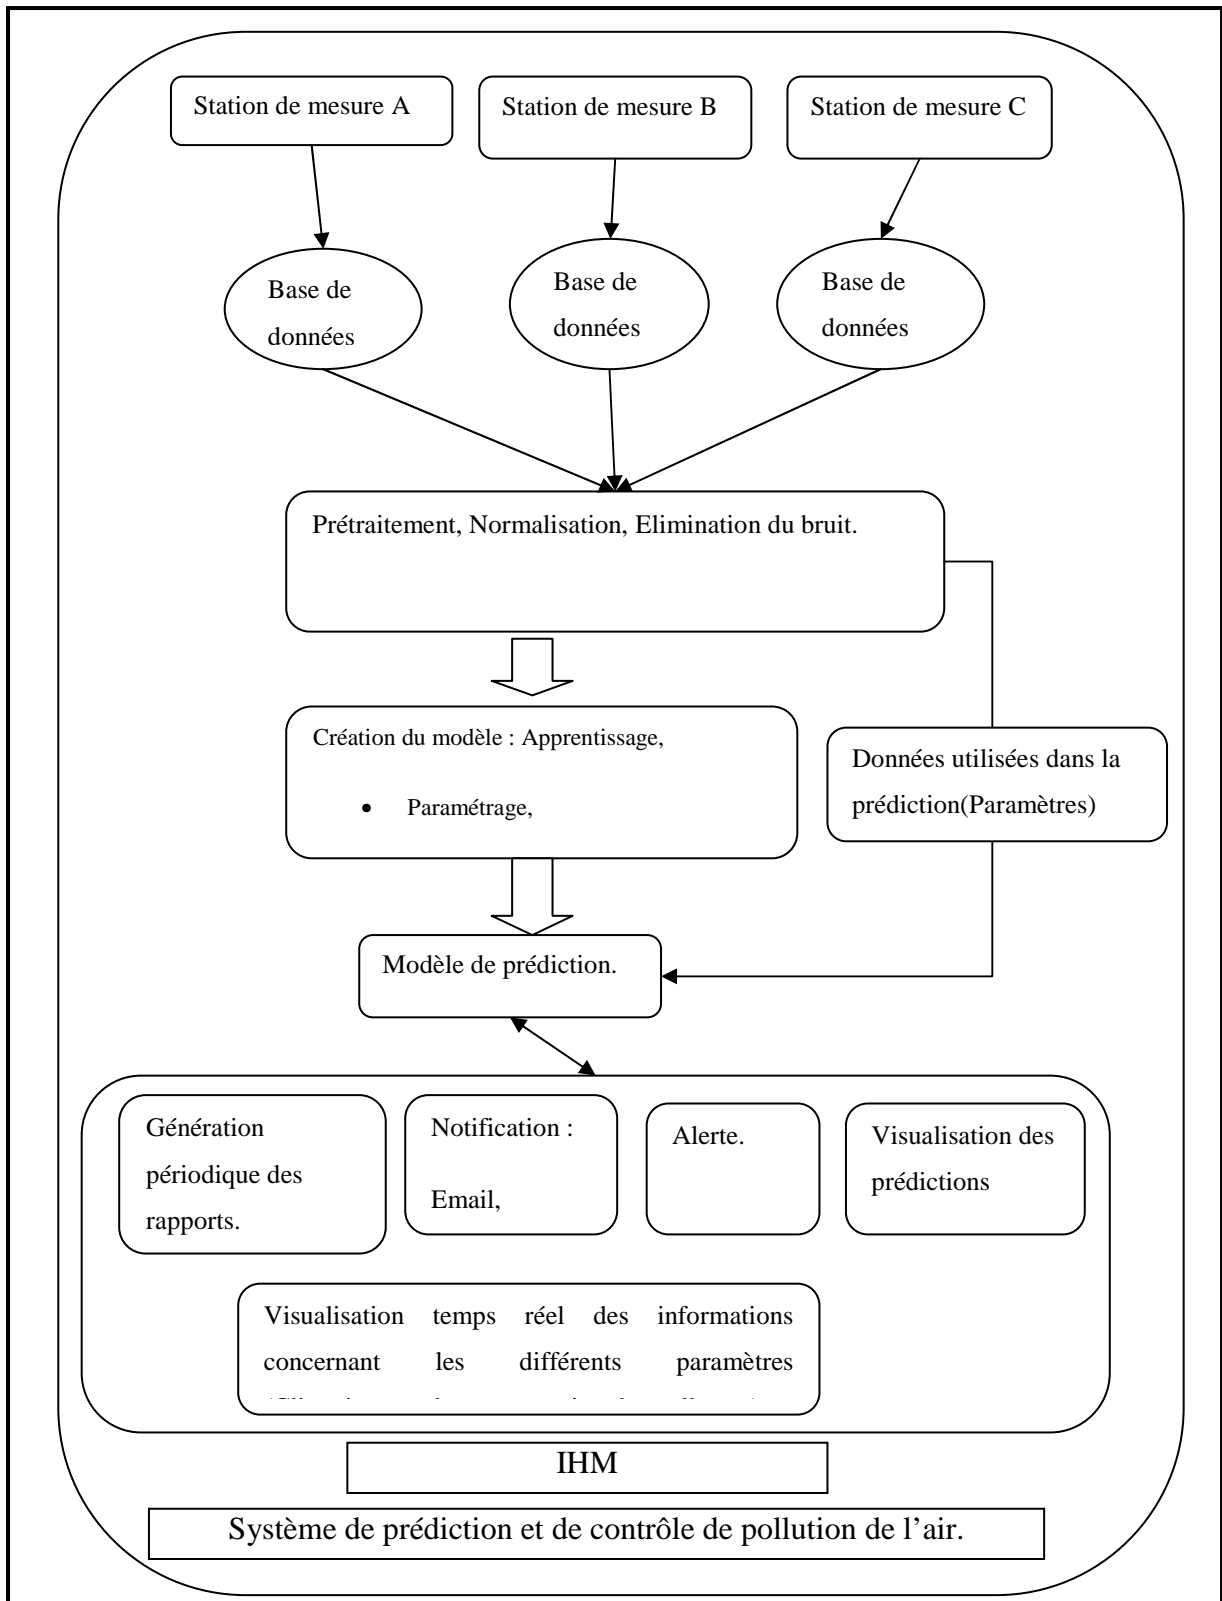 Station de mesure A
Station de mesure B
Station de mesure C
Base de
données
Base de
données
Base de
données
Prétraitement, Normalisation, Elimination du bruit.
Création du modèle : Apprentissage,
• Paramétrage,
Données utilisées dans la
prédiction(Paramètres)
Modèle de prédiction.
Génération
périodique des
rapports.
Notification :
Email,
Alerte.
Visualisation des
prédictions
Visualisation temps réel des informations
concernant les différents paramètres
IHM
Système de prédiction et de contrôle de pollution de l’air.